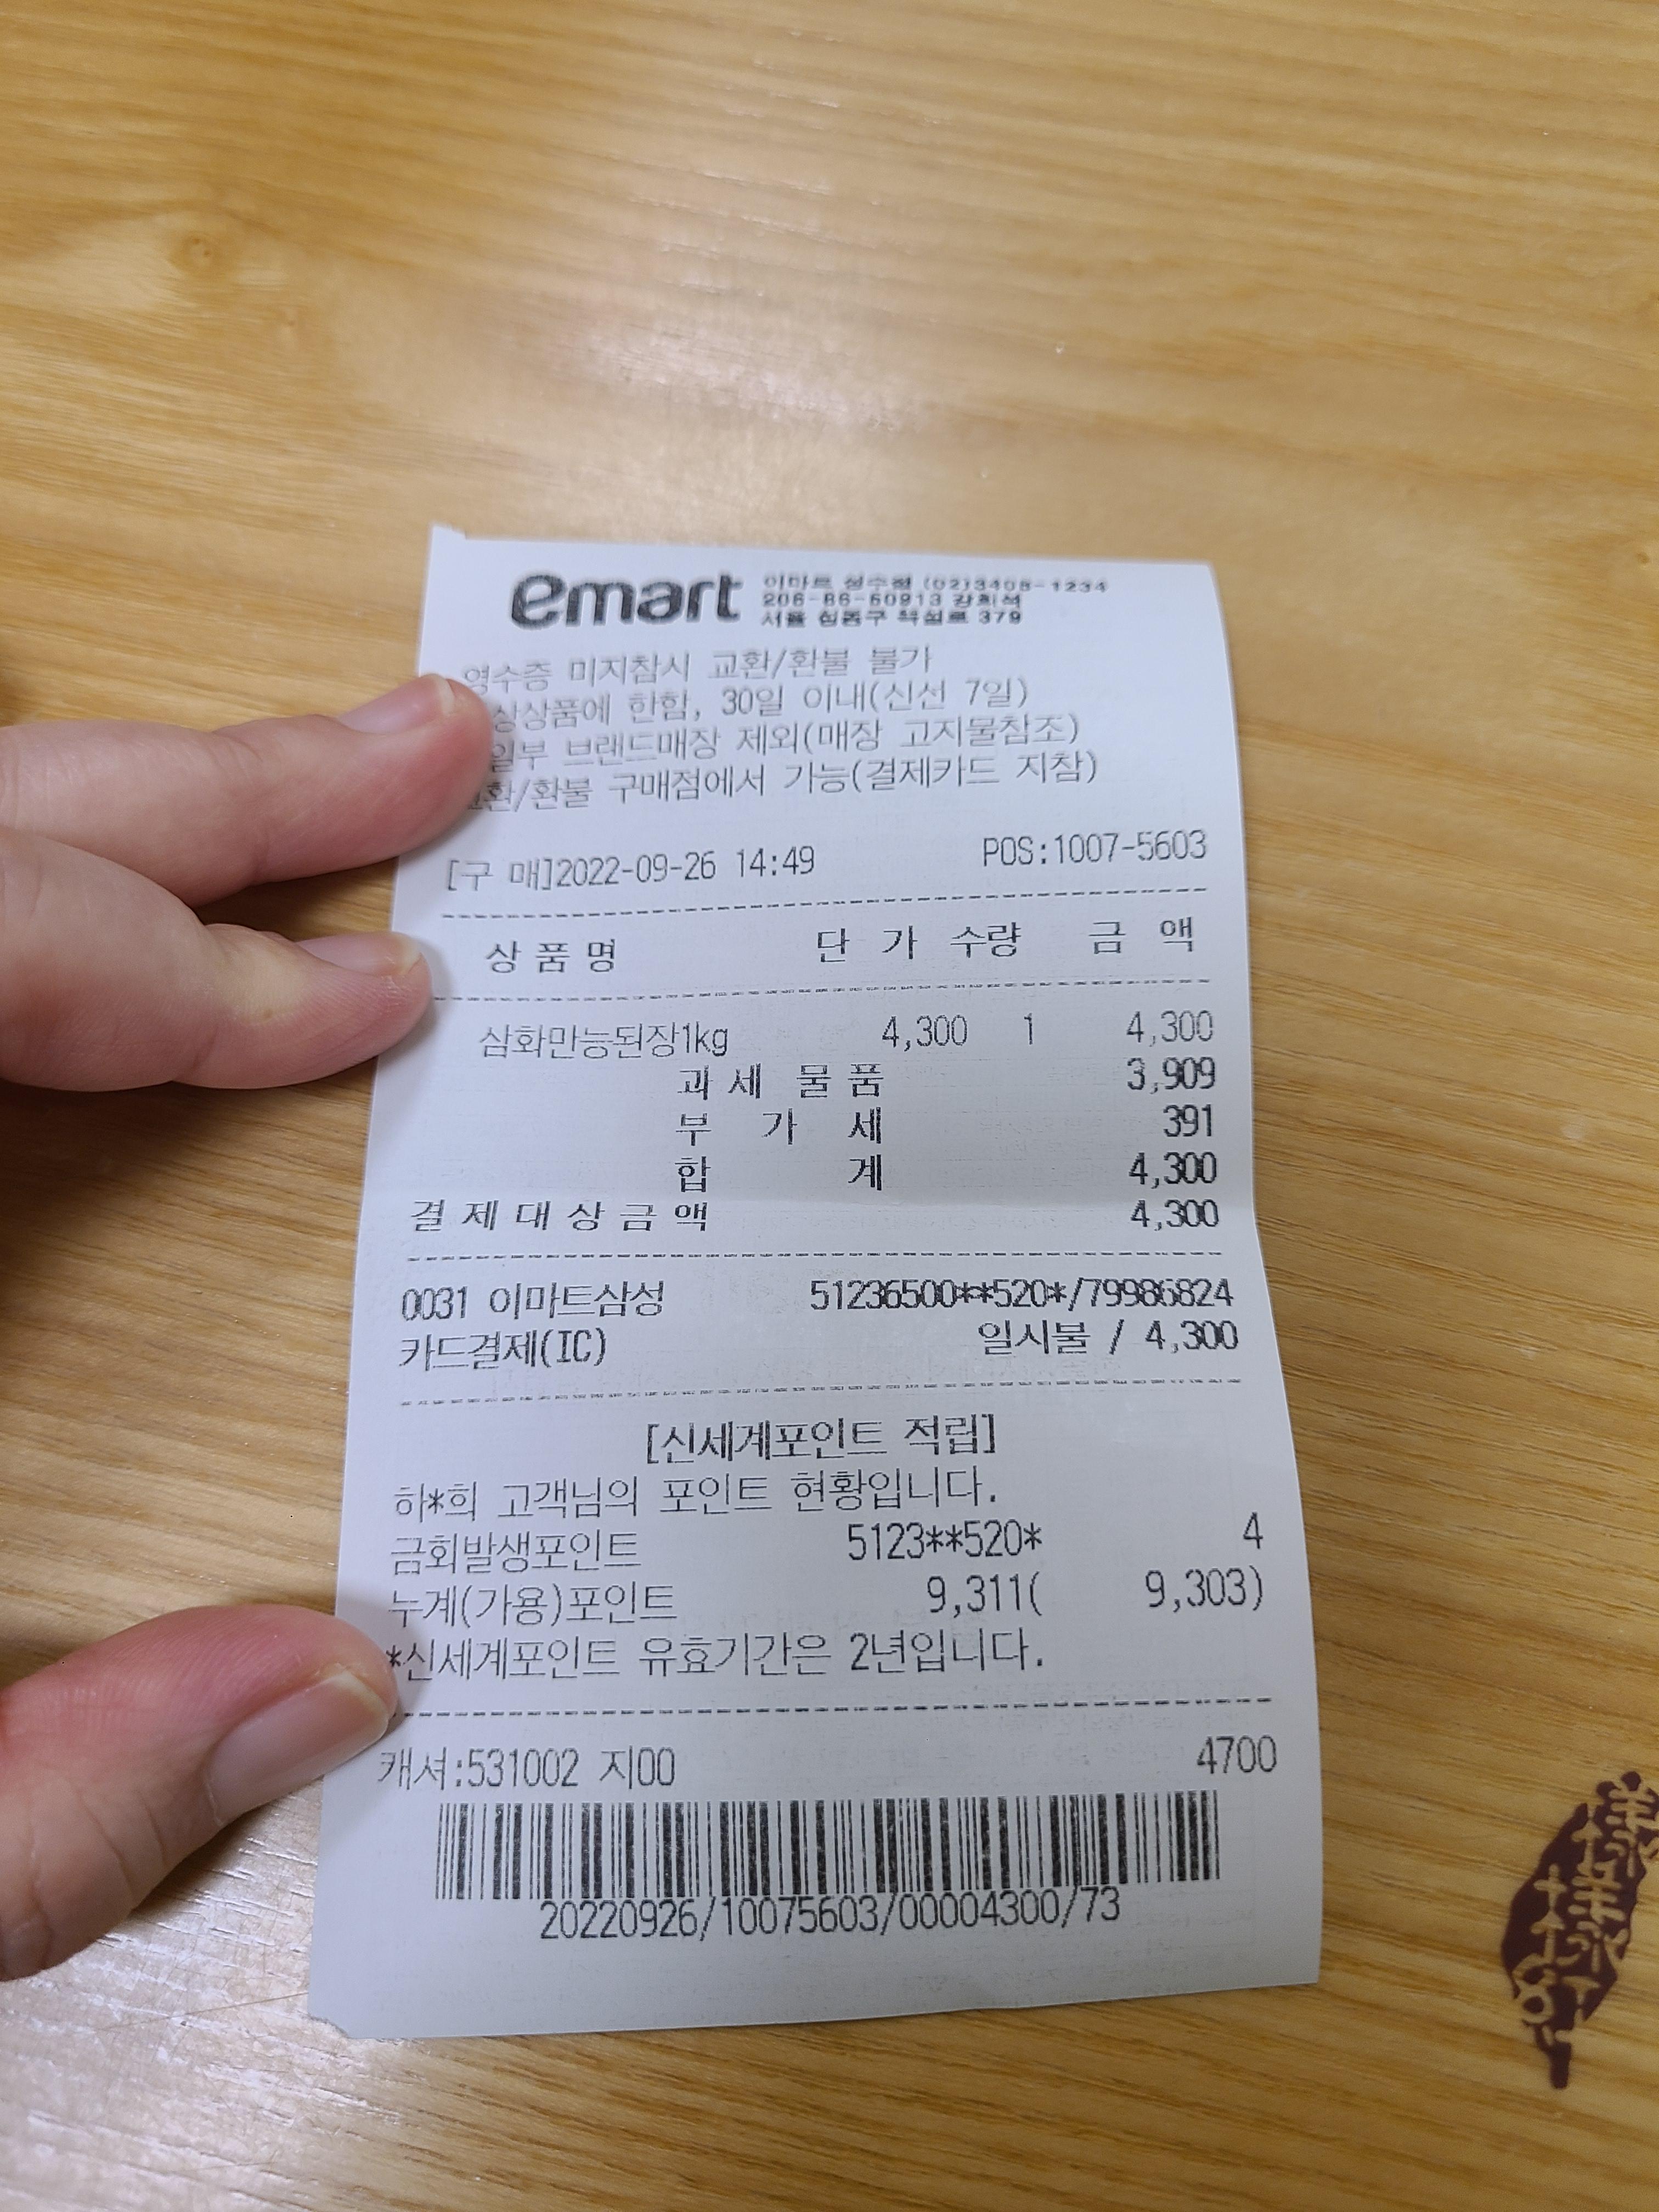 emart 이마트 성수점 (02)3408-1234
206-86-50913 강희석
서울 성동구 뚝섬로 379
영수증 미지참시 교환/환불 불가
상상품에 한함, 30일 이내(신선 7일)
일부 브랜드매장 제외(매장 고지물참조)
환/환불 구매점에서 가능(결제카드 지참)
[구 매]2022-09-26 14:49 POS:1007-5603
상 품 명 단 가 수량 금 액
삼화만능된장1kg 4,300 1 4,300
과 세 물 품 3,909
부 가 세 391
합 계 4,300
결 제 대 상 금 액 4,300
0031 이마트삼성 51236500**520*/79986824
카드결제(IC) 일시불 / 4,300
[신세계포인트 적립]
하*희 고객님의 포인트 현황입니다.
금회발생포인트 5123**520* 4
누계(가용)포인트 9,311( 9,303)
*신세계포인트 유효기간은 2년입니다.
캐셔:531002 지00 4700
20220926/10075603/00004300/73